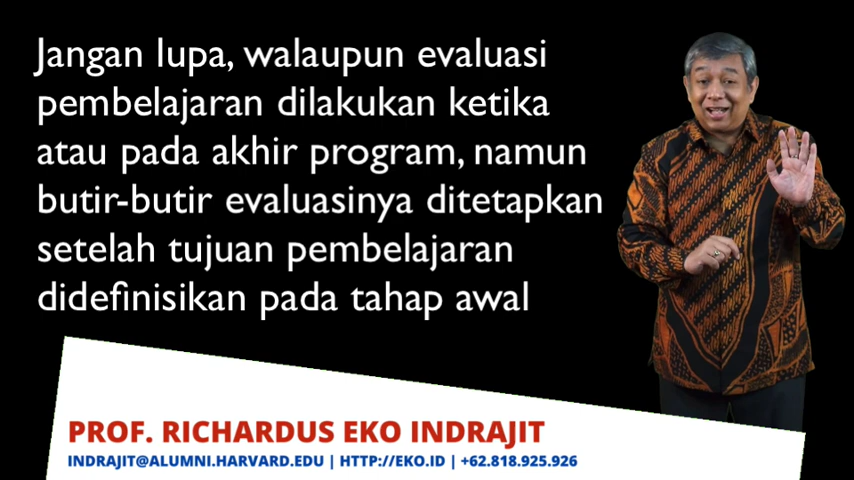 Jangan lupa, walaupun evaluasi
pembelajaran dilakukan ketika
atau pada akhir program, namun
butir-butir evaluasinya ditetapkan
setelah tujuan pembelajaran
didefinisikan pada tahap awal
PROF. RICHARDUS EKO INDRAJIT
INDRAJIT@ALUMNI.HARVARD.EDU | HTTP://EKO.ID | +62.818.925.926